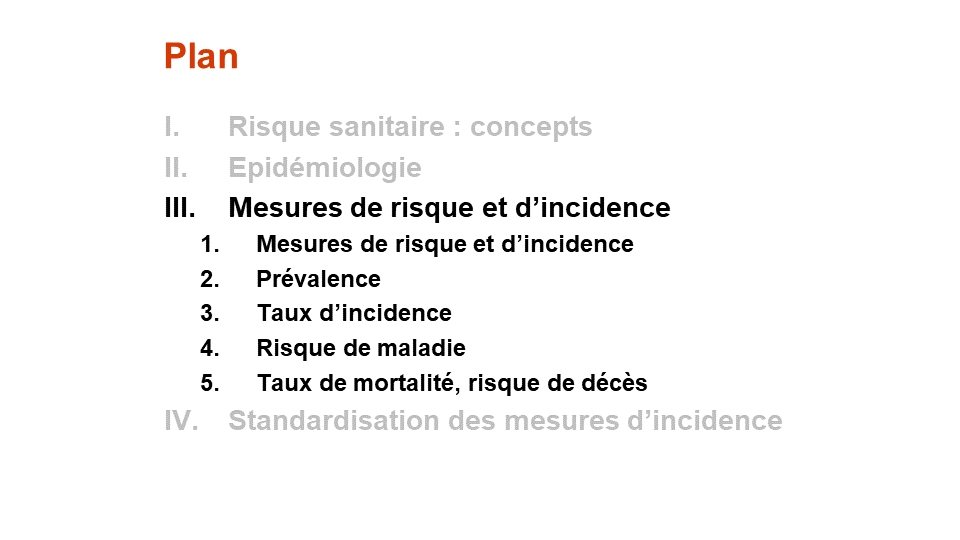 Plan
I. Risque sanitaire : concepts
II. Epidémiologie
III. Mesures de risque et d’incidence
1. Mesures de risque et d’incidence
2. Prévalence
3. Taux d’incidence
4. Risque de maladie
5. Taux de mortalité, risque de décès
IV. Standardisation des mesures d’incidence